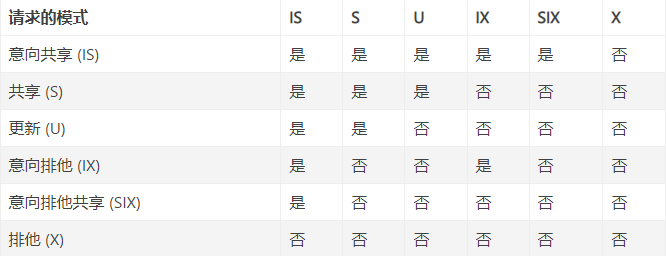 请求的模式 IS S U IX SIX X
意向共享 (IS) 是 是 是 是 是 否
共享 (S) 是 是 是 否 否 否
更新 (U) 是 是 否 否 否 否
意向排他 (IX) 是 否 否 是 否 否
意向排他共享 (SIX) 是 否 否 否 否 否
排他 (X) 否 否 否 否 否 否